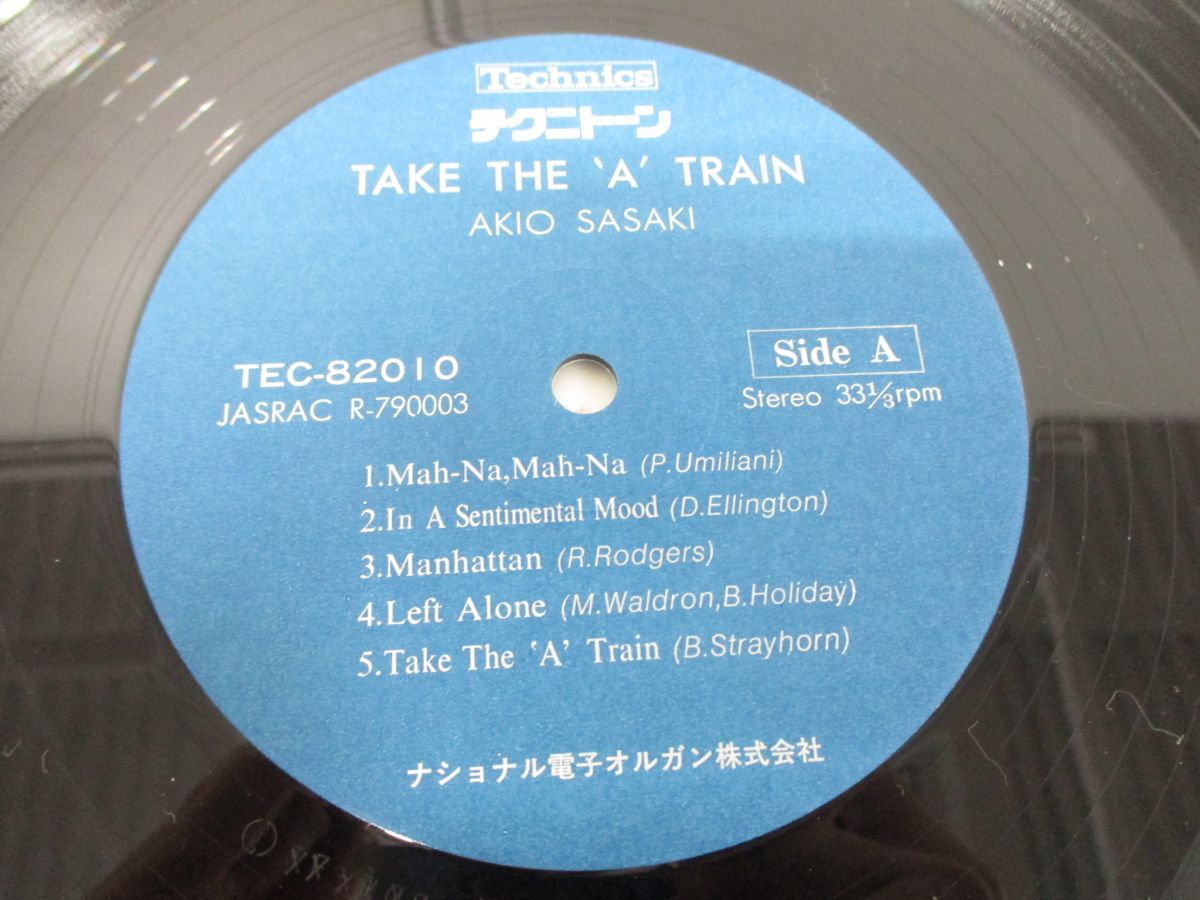 Technics
テクニトーン
TAKE THE 'A' TRAIN
AKIO SASAKI
TEC-82010
JASRAC R-790003
Side A
Stereo 33⅓rpm
1.Mah-Na,Mah-Na (P.Umiliani)
2.In A Sentimental Mood (D.Ellington)
3.Manhattan (R.Rodgers)
4.Left Alone (M.Waldron,B.Holiday)
5.Take The 'A' Train (B.Strayhorn)
ナショナル電子オルガン株式会社